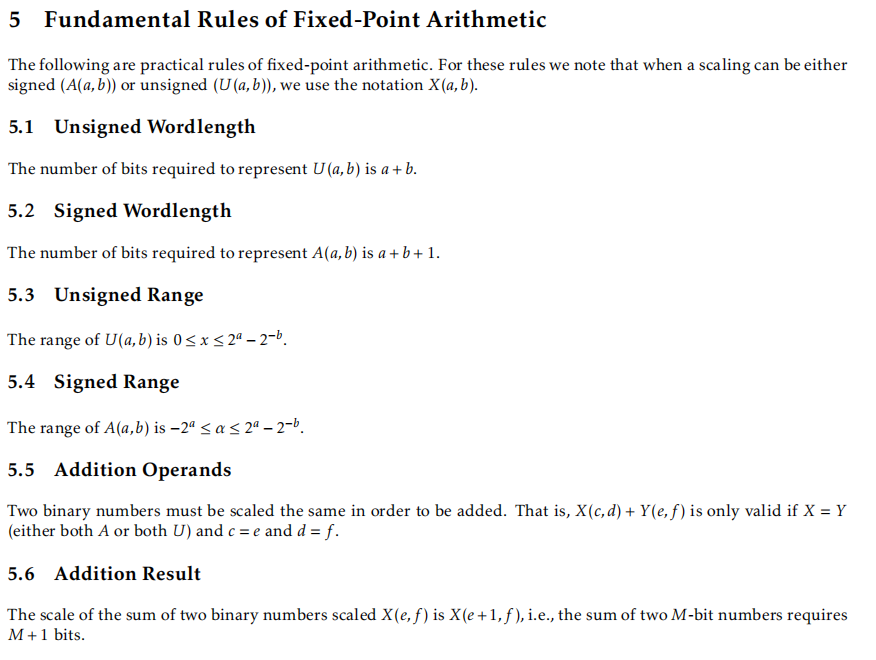 5 Fundamental Rules of Fixed-Point Arithmetic
The following are practical rules of fixed-point arithmetic. For these rules we note that when a scaling can be either
signed (A(a,b)) or unsigned (U(a,b)), we use the notation X(a,b).
5.1 Unsigned Wordlength
The number of bits required to represent U(a,b) is a + b.
5.2 Signed Wordlength
The number of bits required to represent A(a,b) is a + b + 1.
5.3 Unsigned Range
The range of U(a,b) is 0 ≤ x ≤ 2^a − 2^−b.
5.4 Signed Range
The range of A(a,b) is −2^a ≤ α ≤ 2^a − 2^−b.
5.5 Addition Operands
Two binary numbers must be scaled the same in order to be added. That is, X(c,d) + Y(e,f) is only valid if X = Y
(either both A or both U) and c = e and d = f.
5.6 Addition Result
The scale of the sum of two binary numbers scaled X(e,f) is X(e+1,f), i.e., the sum of two M-bit numbers requires
M + 1 bits.